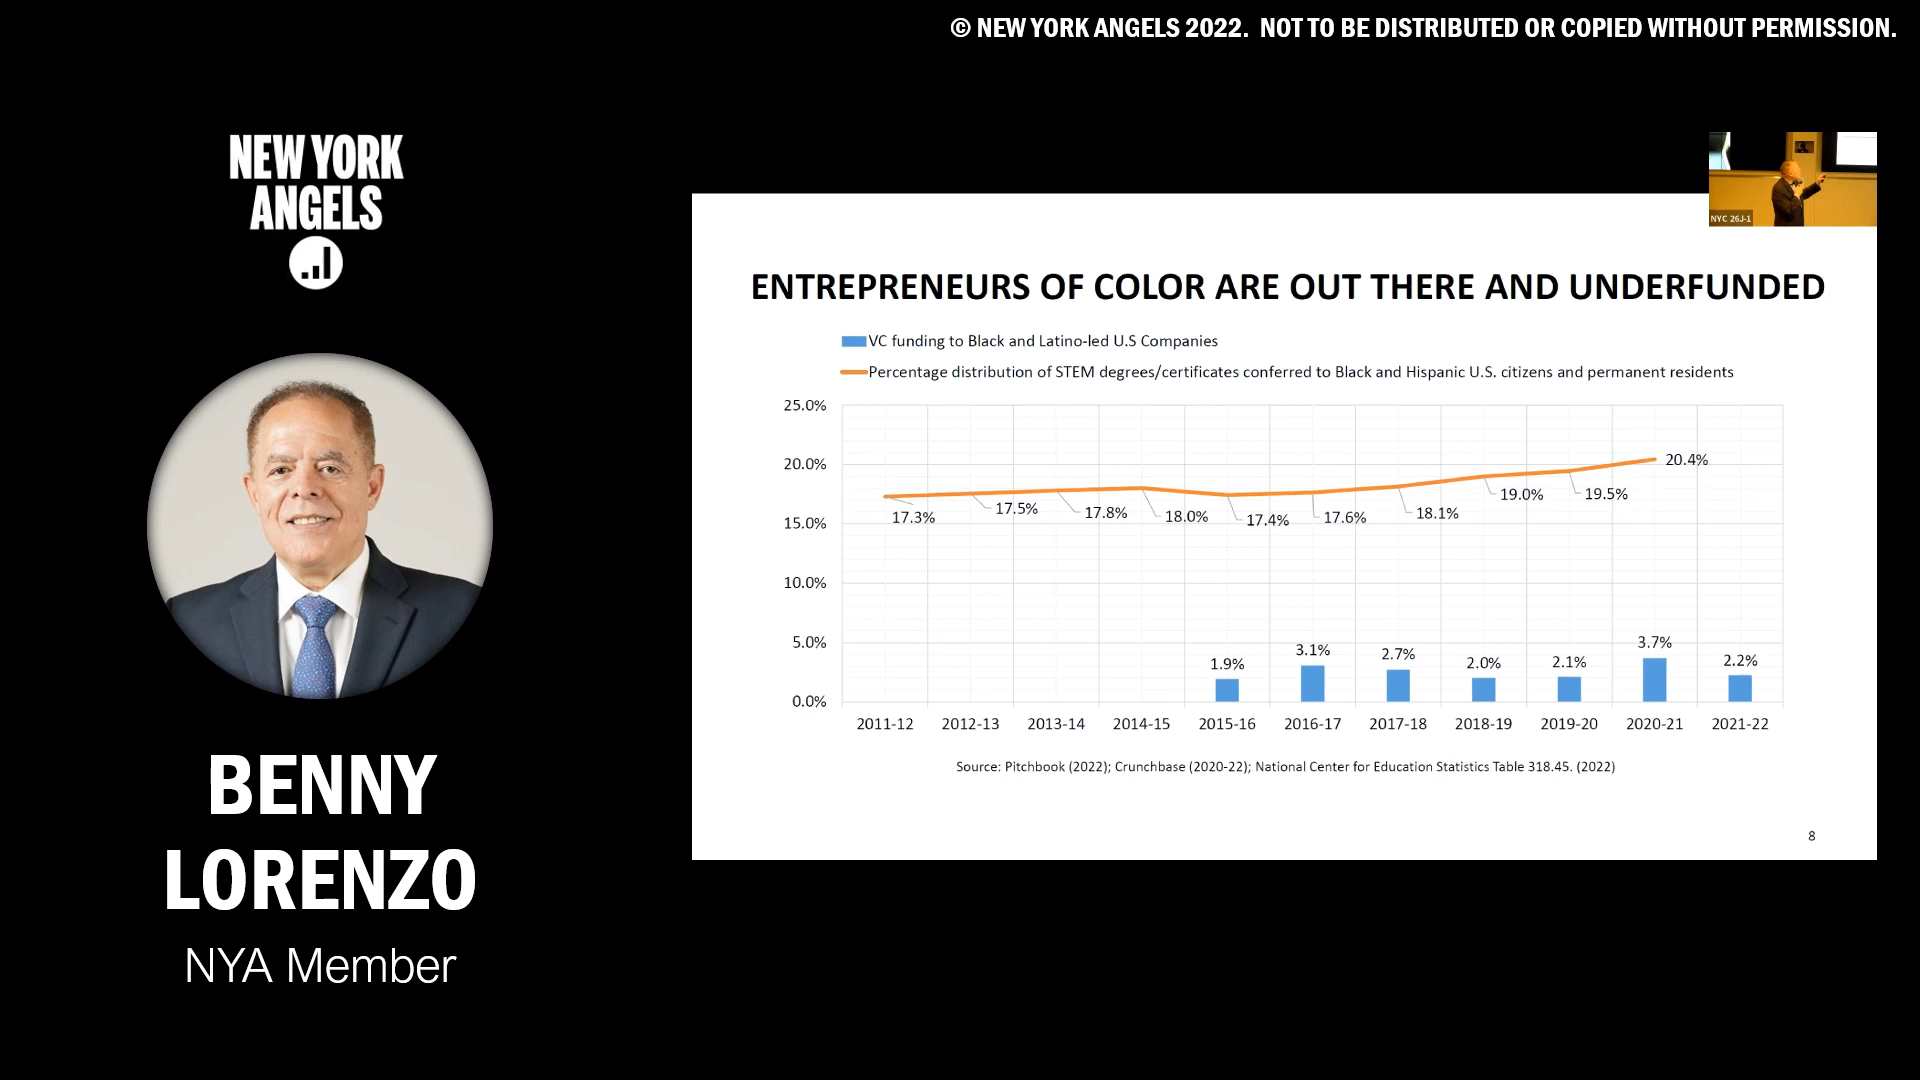 © NEW YORK ANGELS 2022. NOT TO BE DISTRIBUTED OR COPIED WITHOUT PERMISSION.
NEW YORK
ANGELS
BENNY
LORENZO
NYA Member
NYC 26J-1
ENTREPRENEURS OF COLOR ARE OUT THERE AND UNDERFUNDED
VC funding to Black and Latino-led U.S Companies
Percentage distribution of STEM degrees/certificates conferred to Black and Hispanic U.S. citizens and permanent residents
25.0%
20.0%
15.0%
10.0%
5.0%
0.0%
17.3%
17.5%
17.8%
18.0%
17.4%
17.6%
18.1%
19.0%
19.5%
20.4%
1.9%
3.1%
2.7%
2.0%
2.1%
3.7%
2.2%
2011-12 2012-13 2013-14 2014-15 2015-16 2016-17 2017-18 2018-19 2019-20 2020-21 2021-22
Source: Pitchbook (2022); Crunchbase (2020-22); National Center for Education Statistics Table 318.45. (2022)
8